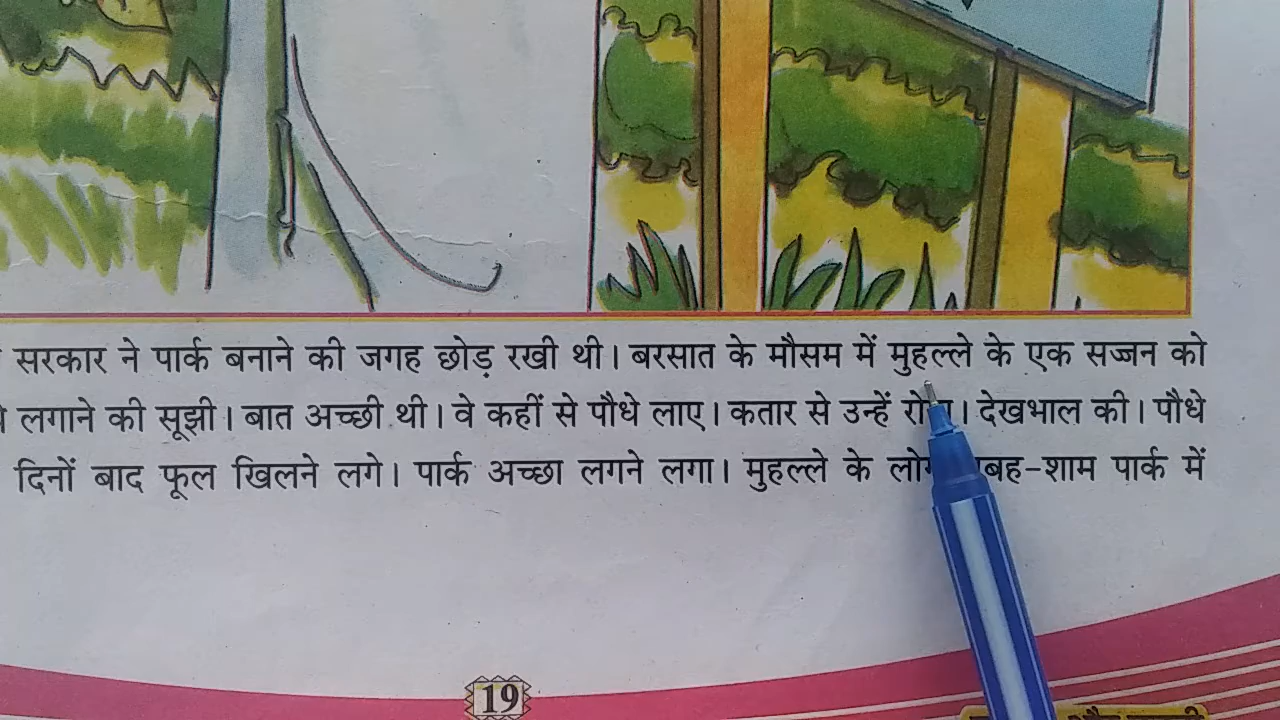 सरकार ने पार्क बनाने की जगह छोड़ रखी थी। बरसात के मौसम में मुहल्ले के एक सज्जन को
लगाने की सूझी। बात अच्छी थी। वे कहीं से पौधे लाए। कतार से उन्हें देखभाल की। पौधे
दिनों बाद फूल खिलने लगे। पार्क अच्छा लगने लगा। मुहल्ले के शाम पार्क में
19